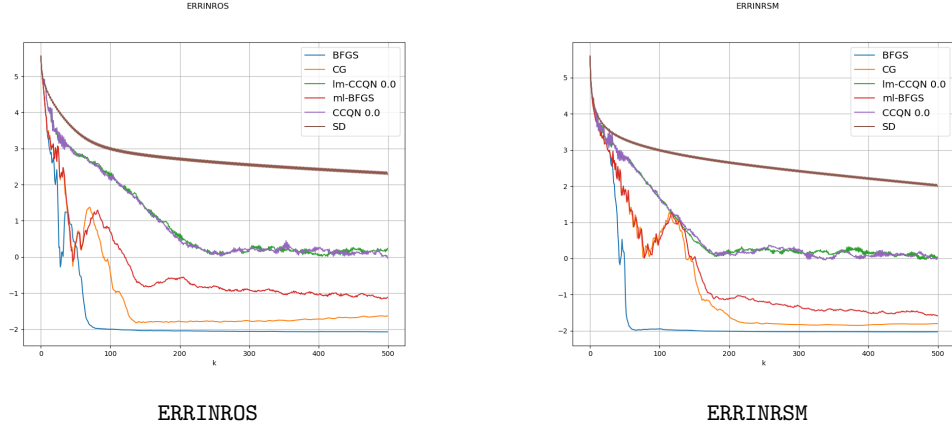 ERRINROS
5
4
3
2
1
0
−1
−2
0
100
200
300
400
500
k
BFGS
CG
lm-CCQN 0.0
ml-BFGS
CCQN 0.0
SD
ERRINROS
ERRINRSM
5
4
3
2
1
0
−1
−2
0
100
200
300
400
500
k
BFGS
CG
lm-CCQN 0.0
ml-BFGS
CCQN 0.0
SD
ERRINRSM